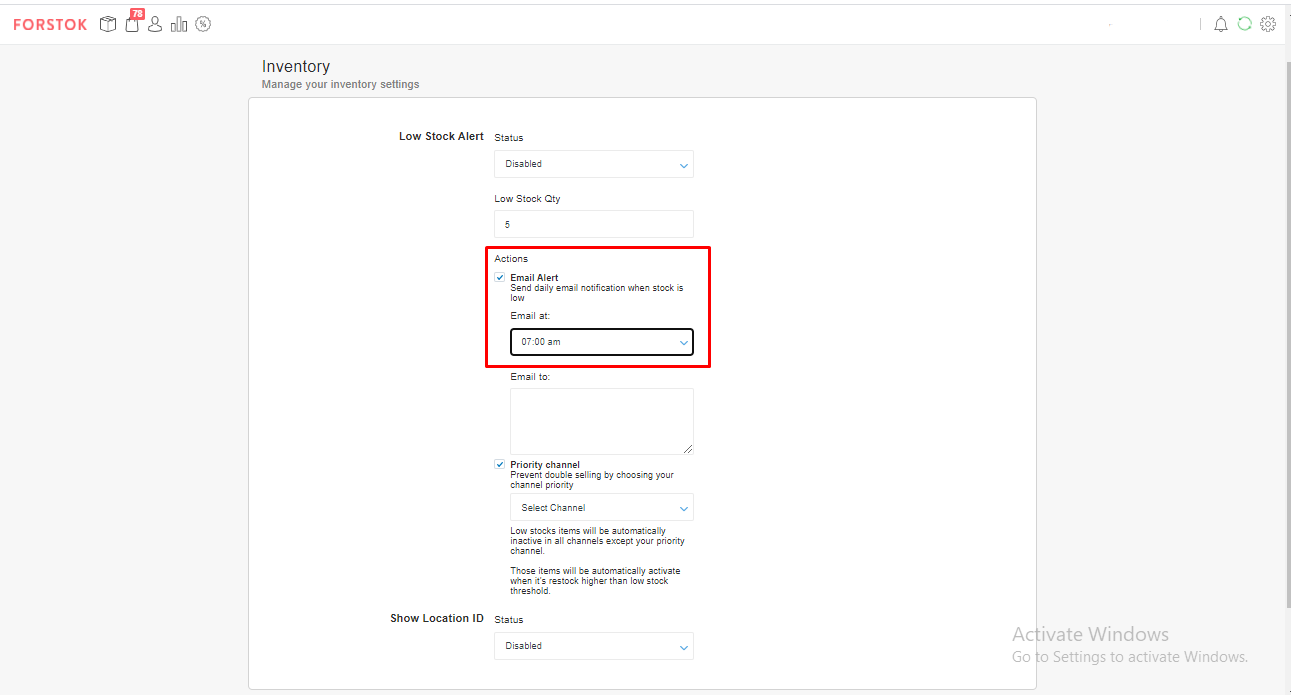 FORSTOK
78
Inventory
Manage your inventory settings
Low Stock Alert
Status
Disabled
Low Stock Qty
5
Actions
Email Alert
Send daily email notification when stock is
low
Email at:
07:00 am
Email to:
Priority channel
Prevent double selling by choosing your
channel priority
Select Channel
Low stocks items will be automatically
inactive in all channels except your priority
channel.
Those items will be automatically activate
when it's restock higher than low stock
threshold.
Show Location ID
Status
Disabled
Activate Windows
Go to Settings to activate Windows.